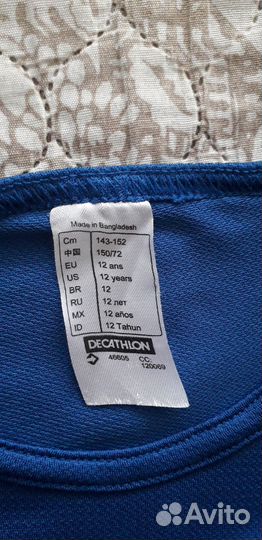 Made in Bangladesh
Cm 143-152
中国 150/72
EU 12 ans
US 12 years
BR 12
RU 12 лет
MX 12 años
ID 12 Tahun
DECATHLON
46605 CC:
120069
Avito